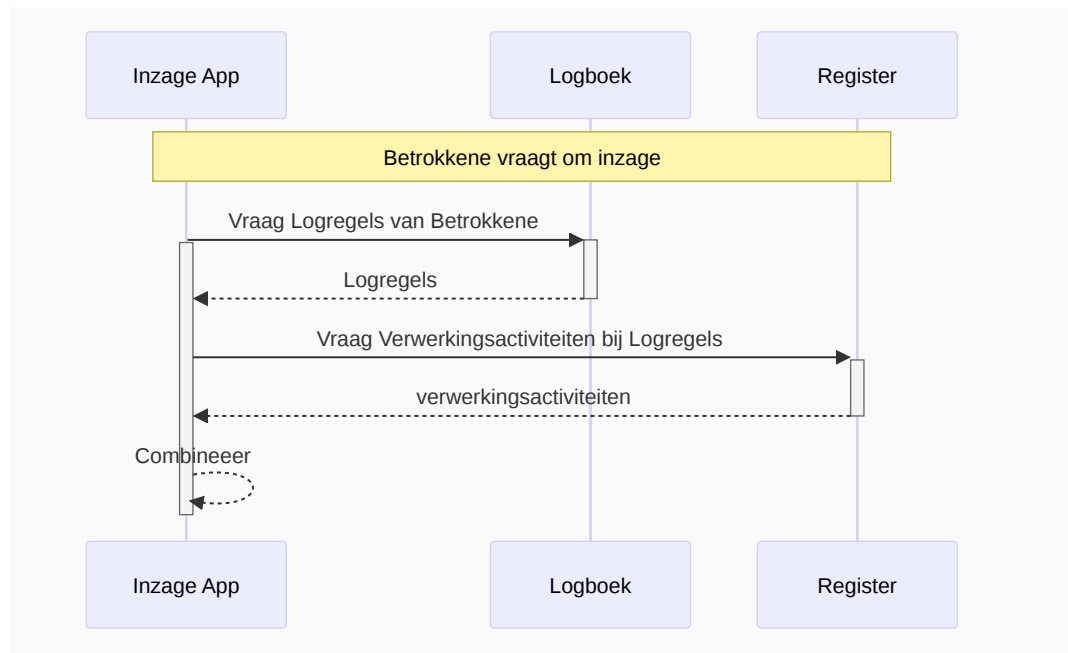 Inzage App
Logboek
Register
Betrokkene vraagt om inzage
Vraag Logregels van Betrokkene
Logregels
Vraag Verwerkingsactiviteiten bij Logregels
verwerkingsactiviteiten
Combineeer
Inzage App
Logboek
Register